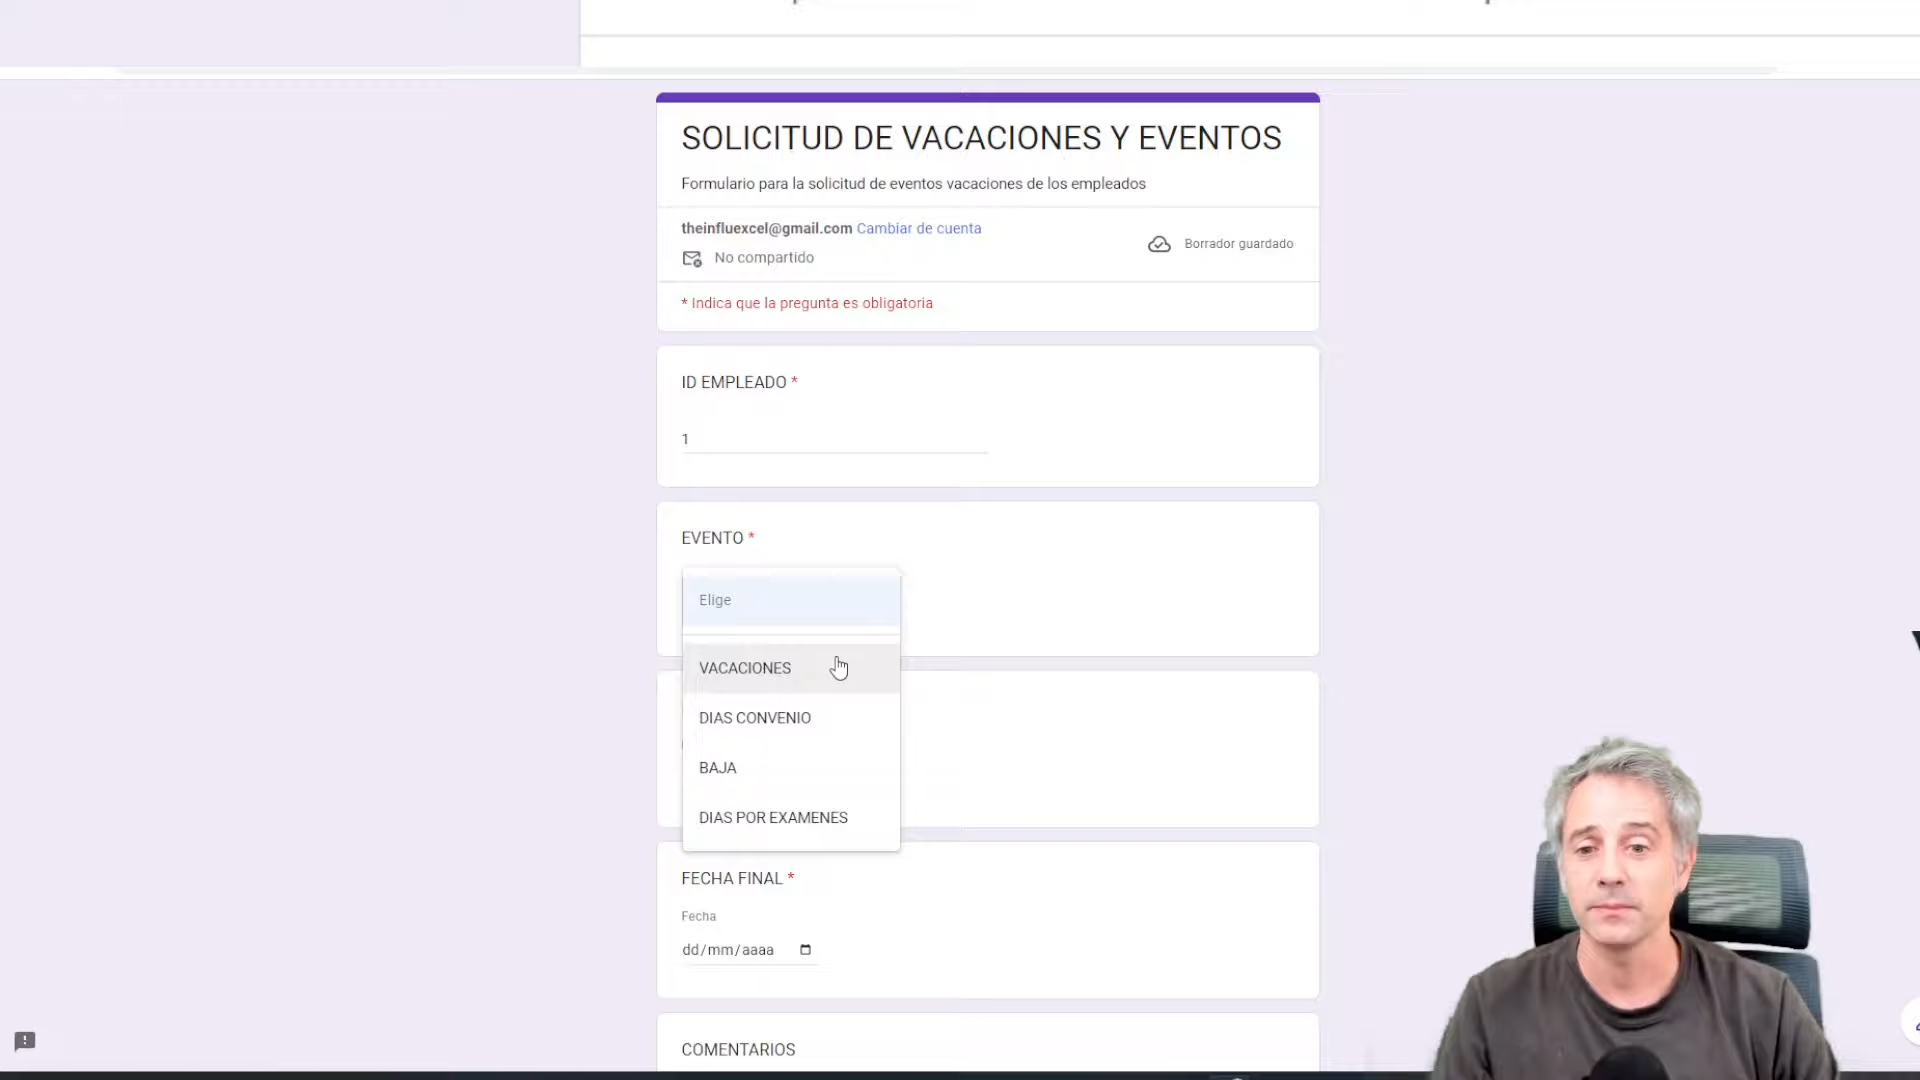 SOLICITUD DE VACACIONES Y EVENTOS
Formulario para la solicitud de eventos vacaciones de los empleados
theinfluexcel@gmail.com Cambiar de cuenta
No compartido
Borrador guardado
* Indica que la pregunta es obligatoria
ID EMPLEADO *
1
EVENTO *
Elige
VACACIONES
DIAS CONVENIO
BAJA
DIAS POR EXAMENES
FECHA FINAL *
Fecha
dd/mm/aaaa
COMENTARIOS